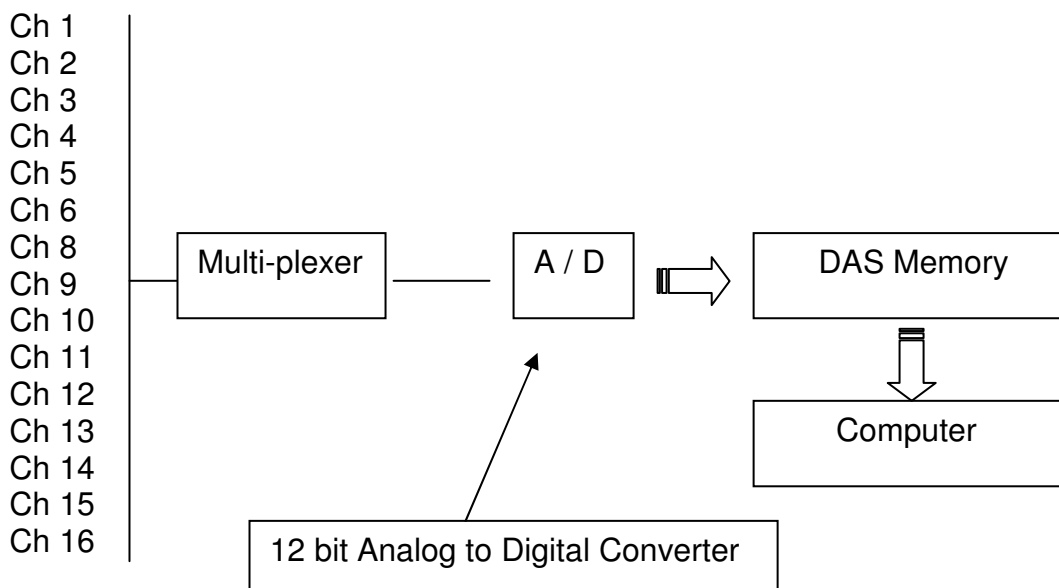 Ch 1
Ch 2
Ch 3
Ch 4
Ch 5
Ch 6
Ch 8
Ch 9
Ch 10
Ch 11
Ch 12
Ch 13
Ch 14
Ch 15
Ch 16
Multi-plexer
A / D
DAS Memory
Computer
12 bit Analog to Digital Converter